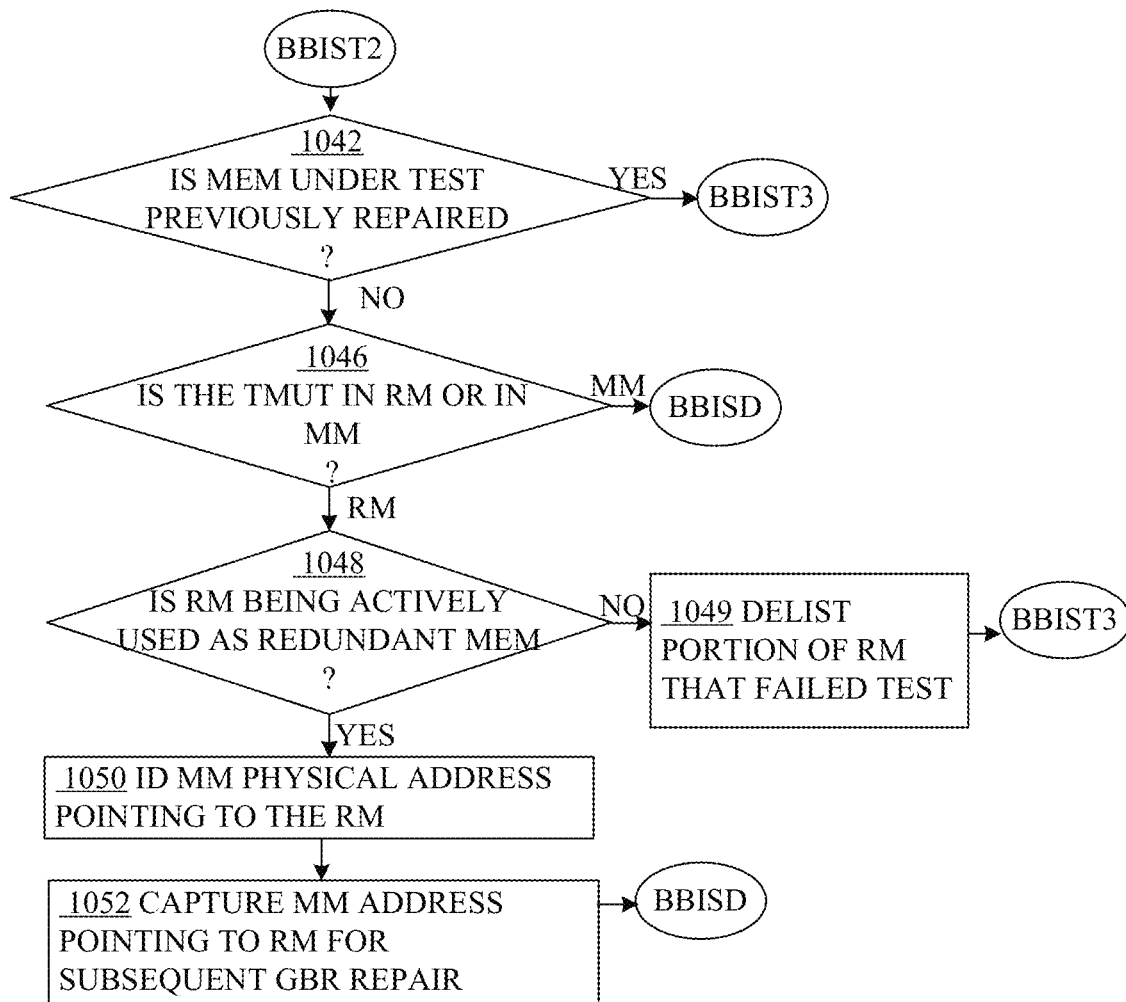 BBIST2
1042
IS MEM UNDER TEST
PREVIOUSLY REPAIRED
?
YES
BBIST3
NO
1046
IS THE TMUT IN RM OR IN
MM
?
MM
BBISD
RM
1048
IS RM BEING ACTIVELY
USED AS REDUNDANT MEM
?
NO
1049 DELIST
PORTION OF RM
THAT FAILED TEST
BBIST3
YES
1050 ID MM PHYSICAL ADDRESS
POINTING TO THE RM
1052 CAPTURE MM ADDRESS
POINTING TO RM FOR
SUBSEQUENT GBR REPAIR
BBISD